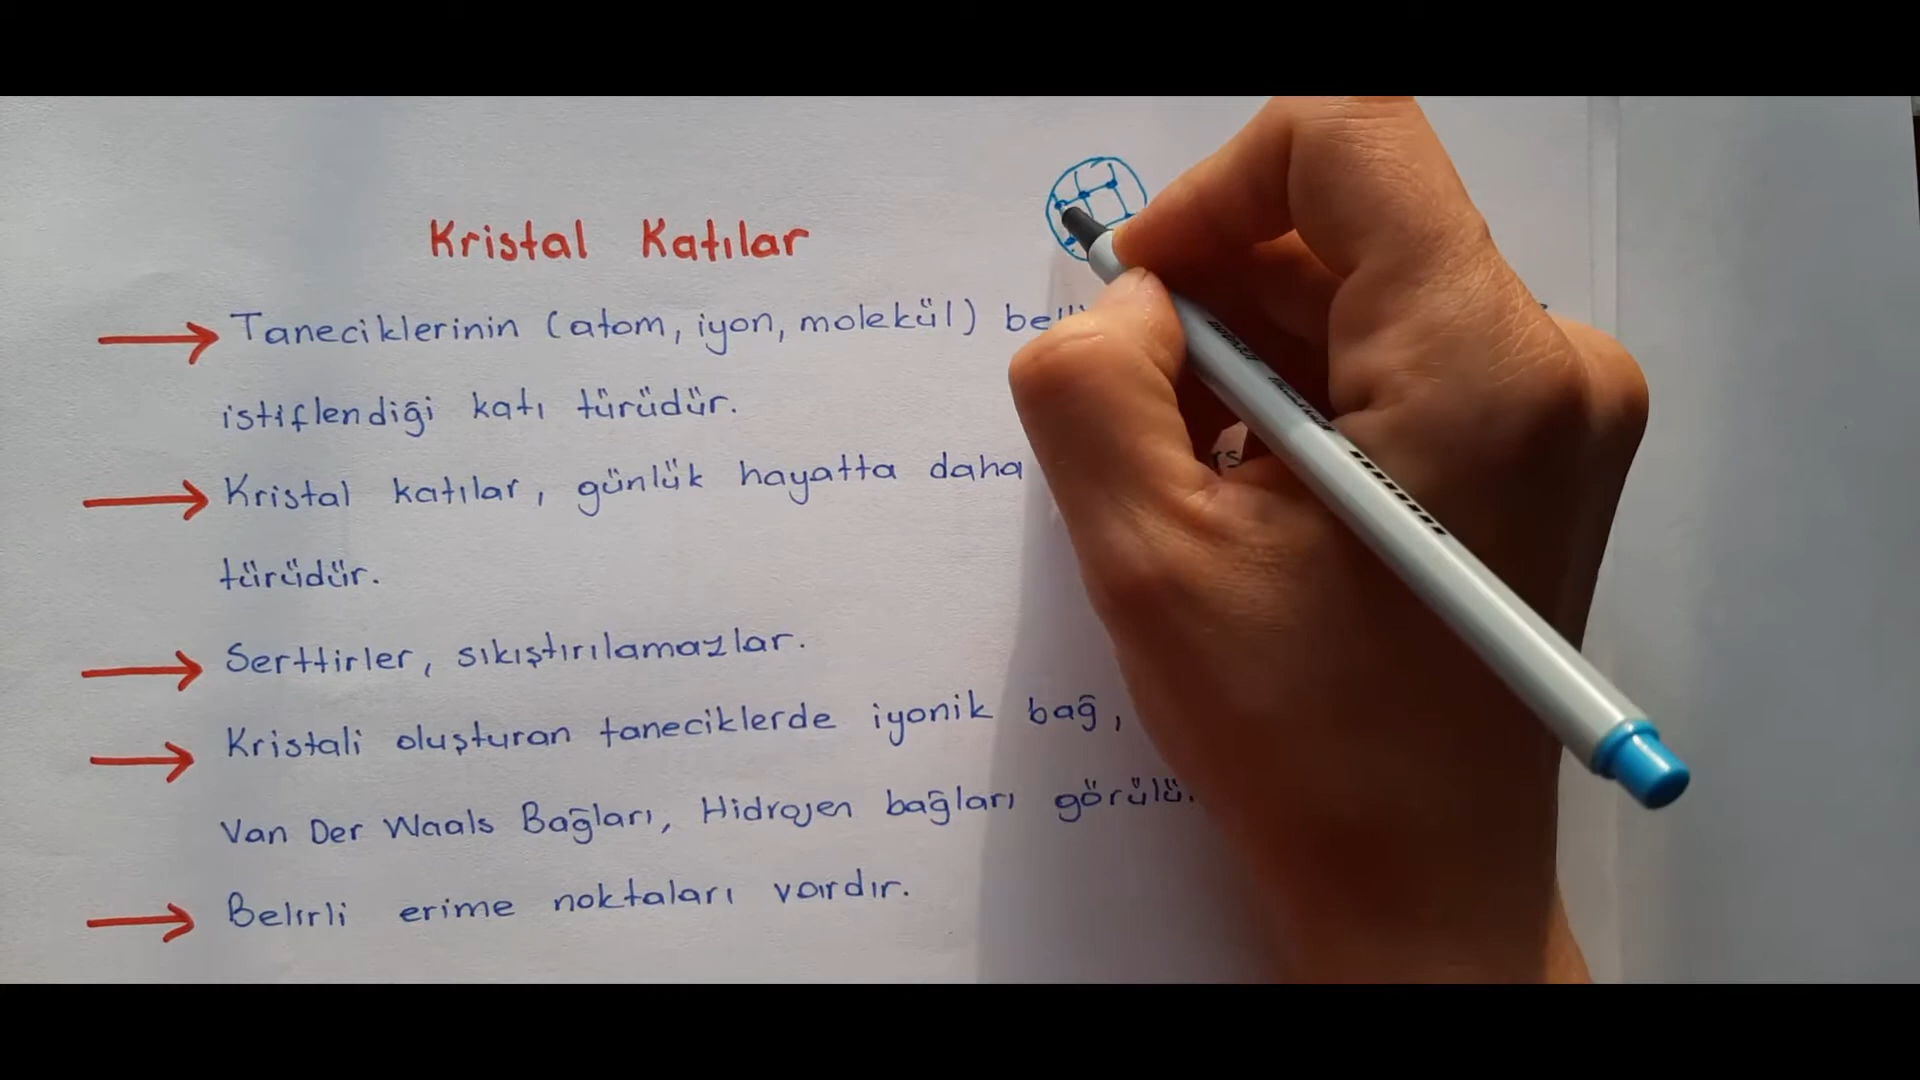 Kristal Katılar
Taneciklerinin (atom, iyon, molekül)
istiflendiği katı türüdür.
Kristal katılar, günlük hayatta daha
türüdür.
Serttirler, sıkıştırılamazlar.
Kristali oluşturan taneciklerde iyonik bağ,
Van Der Waals Bağları, Hidrojen bağları
Belirli erime noktaları vardır.